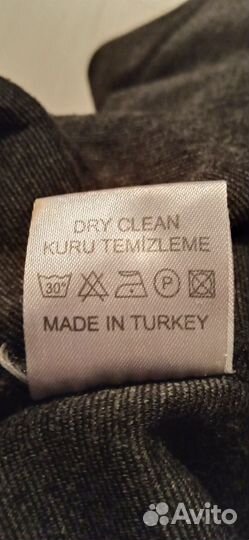 DRY CLEAN
KURU TEMİZLEME
30° P
MADE IN TURKEY
Avito